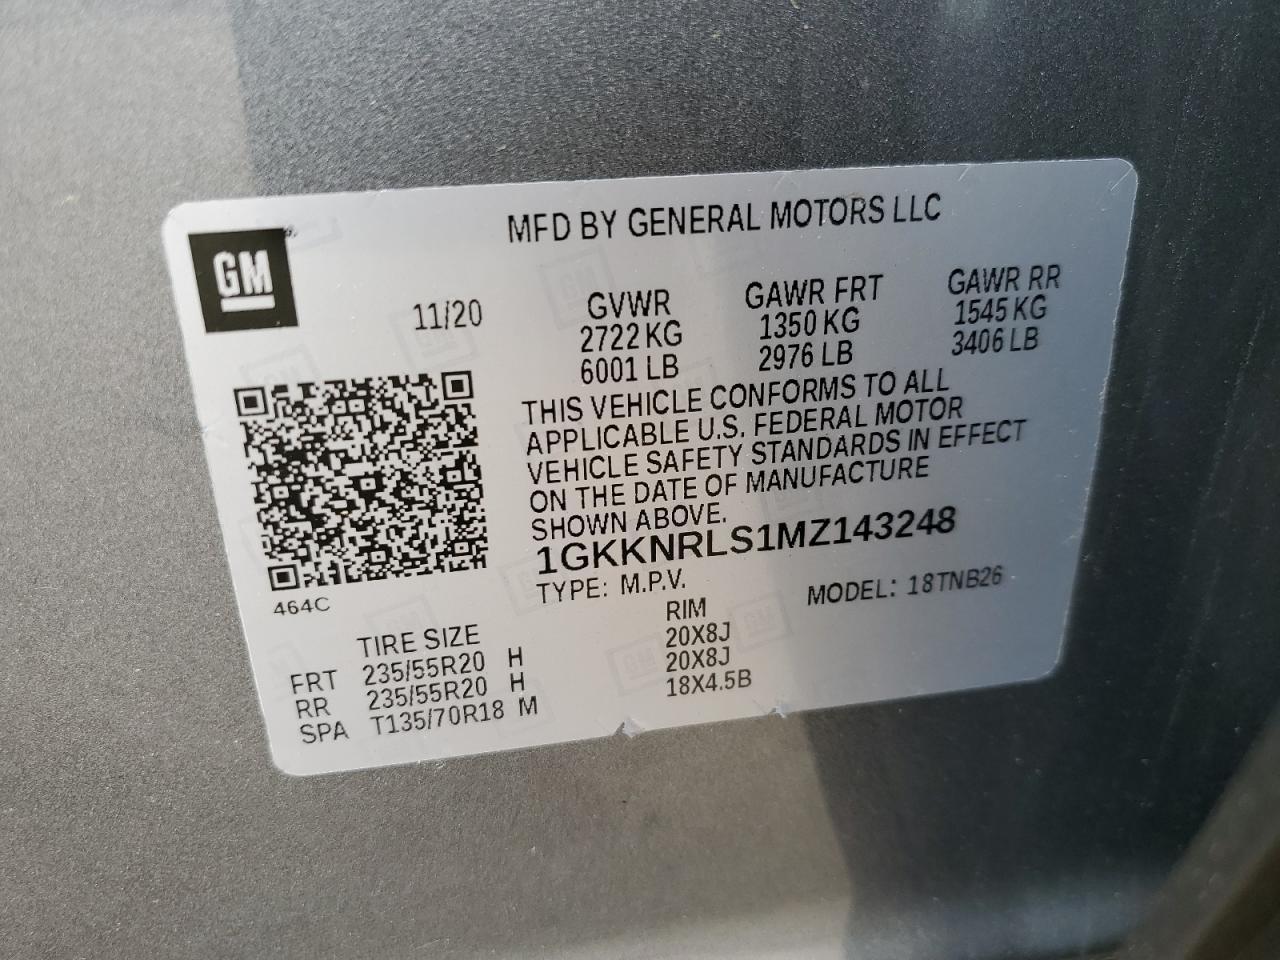 MFD BY GENERAL MOTORS LLC
GM
11/20
GVWR GAWR FRT GAWR RR
2722 KG 1350 KG 1545 KG
6001 LB 2976 LB 3406 LB
THIS VEHICLE CONFORMS TO ALL
APPLICABLE U.S. FEDERAL MOTOR
VEHICLE SAFETY STANDARDS IN EFFECT
ON THE DATE OF MANUFACTURE
SHOWN ABOVE.
1GKKNRLS1MZ143248
TYPE: M.P.V. MODEL: 18TNB26
464C
TIRE SIZE RIM
FRT 235/55R20 H 20X8J
RR 235/55R20 H 20X8J
SPA T135/70R18 M 18X4.5B